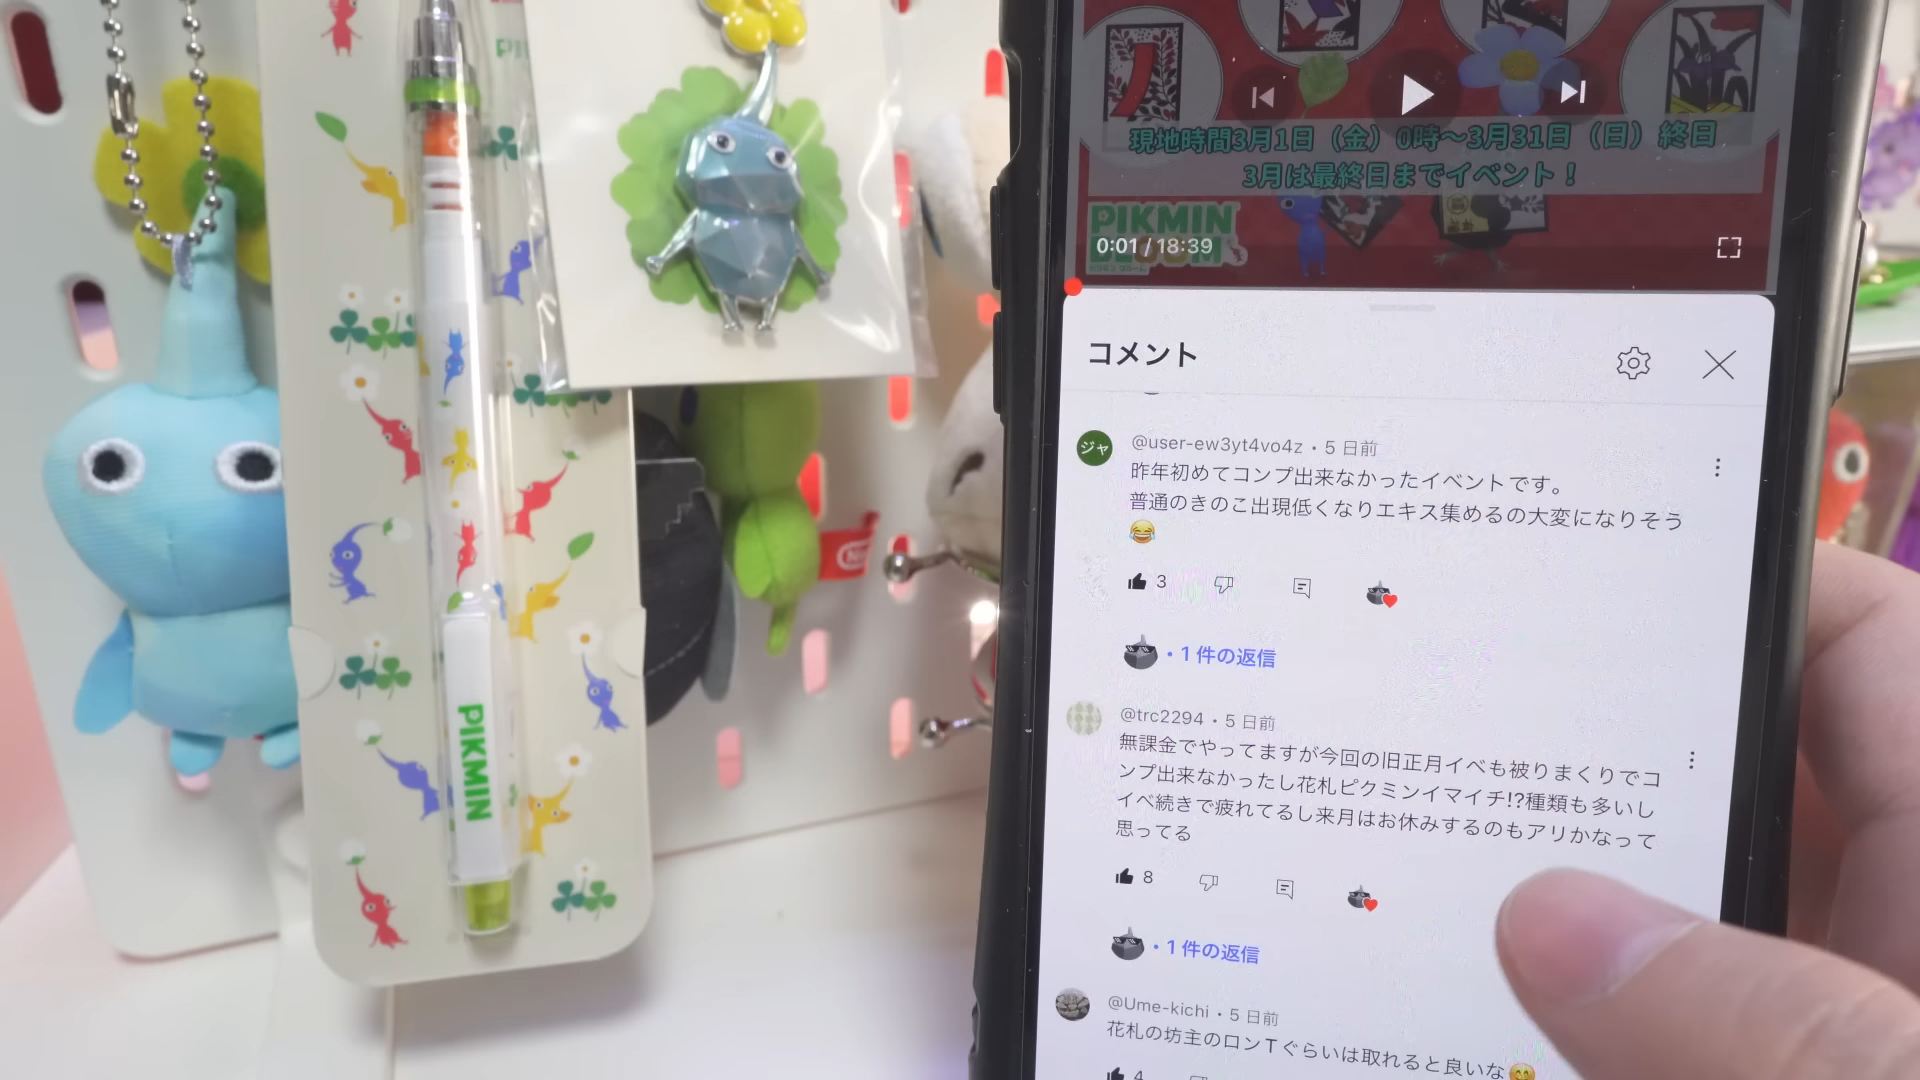 現地時間3月1日（金）0時〜3月31日（日）終日
3月は最終日までイベント！
PIKMIN
BLOOM
0:01 / 18:39
コメント
ジャ
@user-ew3yt4vo4z・5 日前
昨年初めてコンプ出来なかったイベントです。
普通のきのこ出現低くなりエキス集めるの大変になりそう
😂
3
・1 件の返信
@trc2294・5 日前
無課金でやってますが今回の旧正月イベも被りまくりでコ
ンプ出来なかったし花札ピクミンイマイチ!?種類も多いし
イベ続きで疲れてるし来月はお休みするのもアリかなって
思ってる
8
・1 件の返信
@Ume-kichi・5 日前
花札の坊主のロンTぐらいは取れると良いな😊
4
PIKMIN